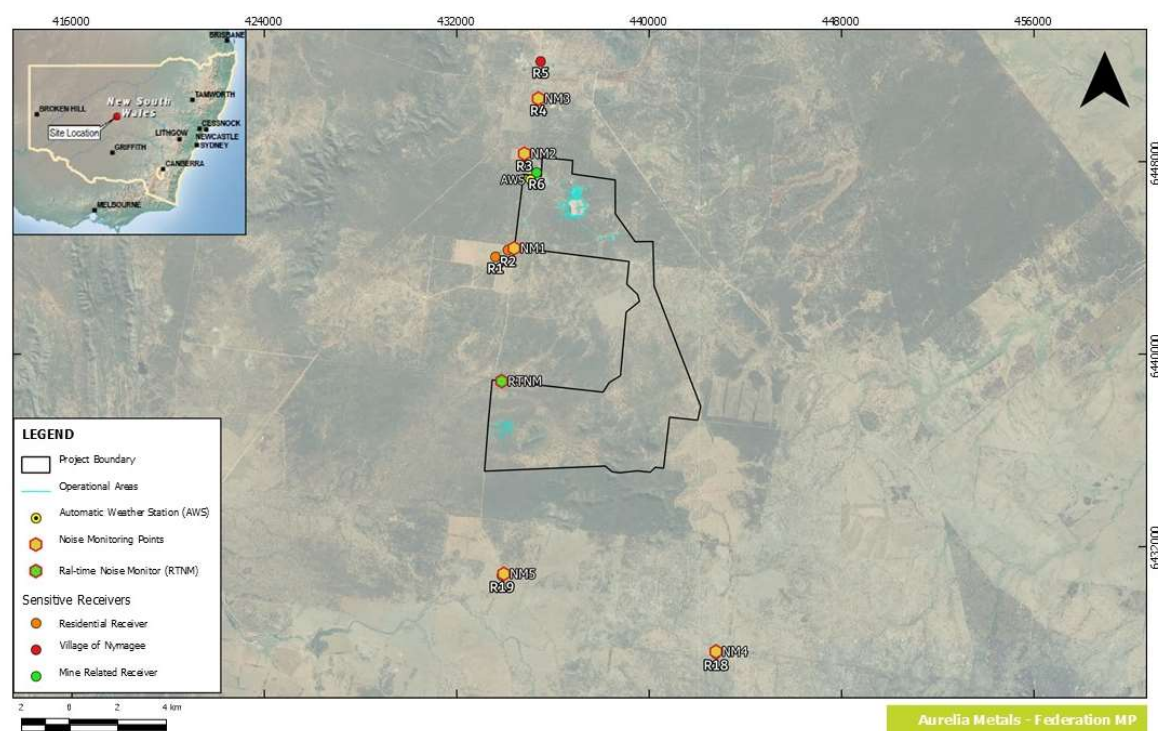 416000
424000
432000
440000
448000
456000
BRISBANE
TAMWORTH
BROKEN HILL
New South
Wales
Site Location
CESSNOCK
LITHGOW
NEWCASTLE
SYDNEY
GRIFFITH
CANBERRA
MELBOURNE
R5
NM3
R4
NM2
R3
AWS
R6
NM1
R2
R1
RTNM
NM5
R19
NM4
R18
6448000
6440000
6432000
LEGEND
Project Boundary
Operational Areas
Automatic Weather Station (AWS)
Noise Monitoring Points
Ral-time Noise Monitor (RTNM)
Sensitive Receivers
Residential Receiver
Village of Nymagee
Mine Related Receiver
2 0 2 4 km
Aurelia Metals - Federation MP